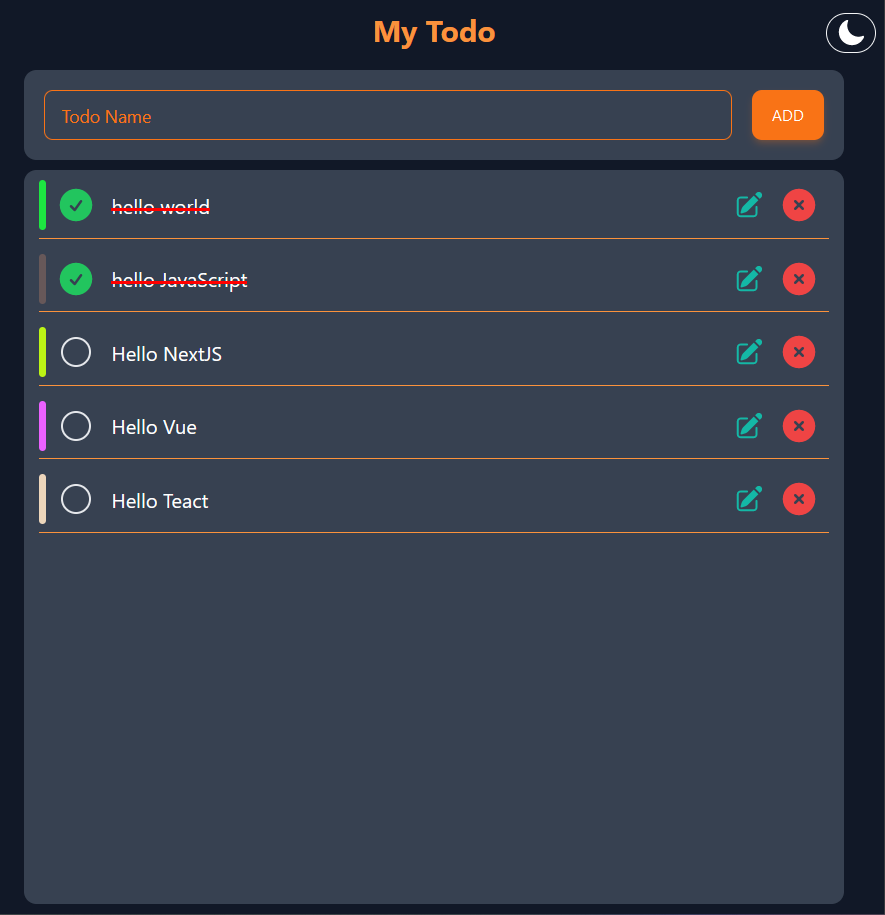 My Todo
Todo Name
ADD
hello world
hello JavaScript
Hello NextJS
Hello Vue
Hello Teact